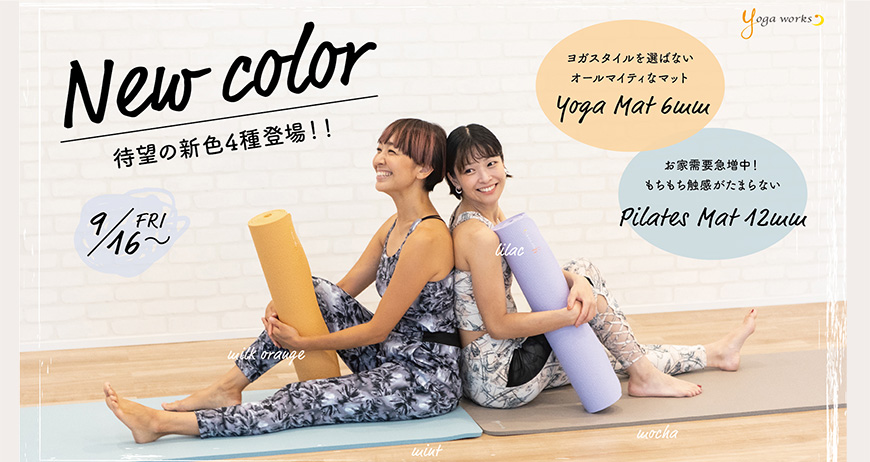 yoga works
New color
待望の新色4種登場！！
9/16 FRI〜
ヨガスタイルを選ばない
オールマイティなマット
Yoga Mat 6mm
お家需要急増中！
もちもち触感がたまらない
Pilates Mat 12mm
lilac
milk orange
mint
mocha